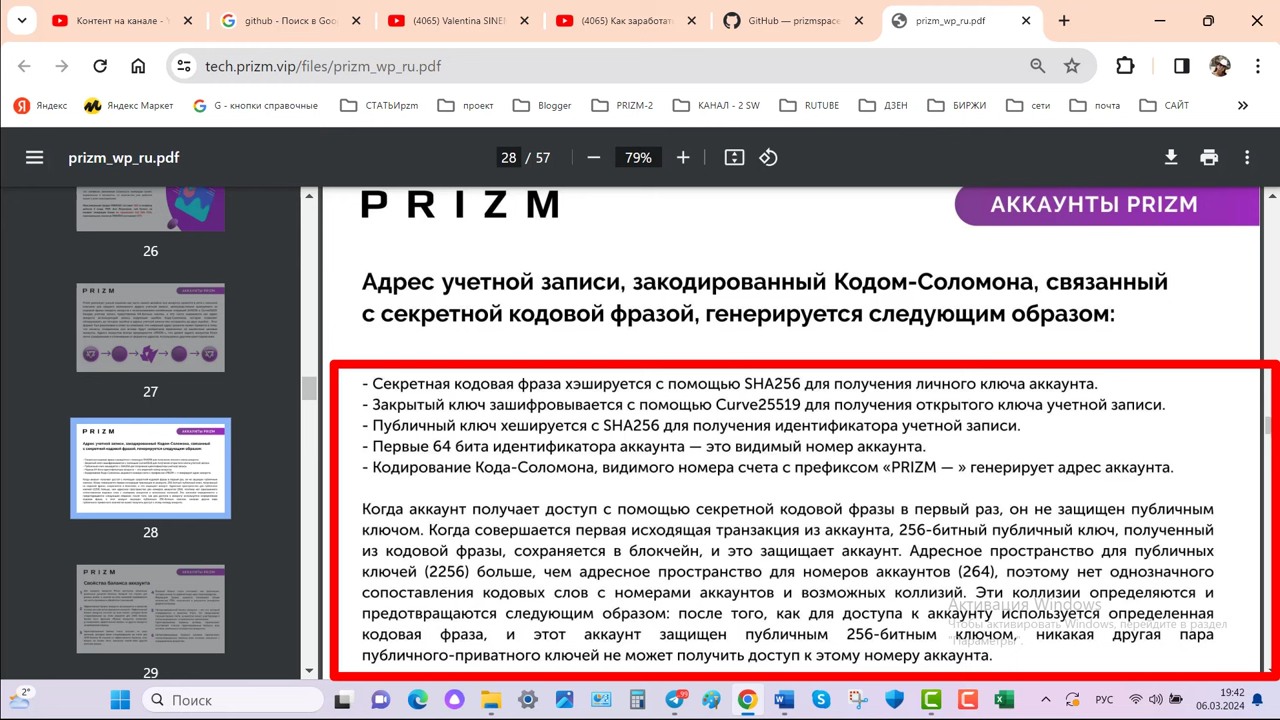 Контент на канале - Y
github - Поиск в Goo
(4065) Valentina SINEN
(4065) Как заработат
GitHub — prizmspace
prizm_wp_ru.pdf
tech.prizm.vip/files/prizm_wp_ru.pdf
Яндекс
Яндекс Маркет
G - кнопки справочные
СТАТЬИpzm
проект
Blogger
PRIZM-2
КАНАЛ - 2 SW
RUTUBE
ДЗЕН
БИРЖИ
сети
почта
САЙТ
prizm_wp_ru.pdf
28 / 57
79%
26
27
28
29
PRIZM
АККАУНТЫ PRIZM
Адрес учетной записи, закодированный Кодом-Соломона, связанный
с секретной кодовой фразой, генерируется следующим образом:
- Секретная кодовая фраза хэшируется с помощью SHA256 для получения личного ключа аккаунта.
- Закрытый ключ зашифровывается с помощью Curve25519 для получения открытого ключа учетной записи.
- Публичный ключ хешируется с SHA256 для получения идентификатора учетной записи.
- Первые 64 бита идентификатора аккаунта — это видимый номер аккаунта.
- Кодирование Кода-Соломона видимого номера счета с префиксом «PRIZM — » генерирует адрес аккаунта.
Когда аккаунт получает доступ с помощью секретной кодовой фразы в первый раз, он не защищен публичным
ключом. Когда совершается первая исходящая транзакция из аккаунта, 256-битный публичный ключ, полученный
из кодовой фразы, сохраняется в блокчейн, и это защищает аккаунт. Адресное пространство для публичных
ключей (2256) больше, чем адресное пространство для номеров аккаунтов (264), поэтому нет однозначного
сопоставления кодовых слов с номерами аккаунтов и возможных коллизий. Эти коллизии определяются и
предотвращаются следующим образом: после того, как для доступа к аккаунту используется определенная
кодовая фраза, и этот аккаунт защищен публичным 256-битным ключом, никакая другая пара
публичного-приватного ключей не может получить доступ к этому номеру аккаунта.
Активация Windows
Чтобы активировать Windows, перейдите в раздел
"Параметры".
2°
Поиск
99
РУС
19:42
06.03.2024